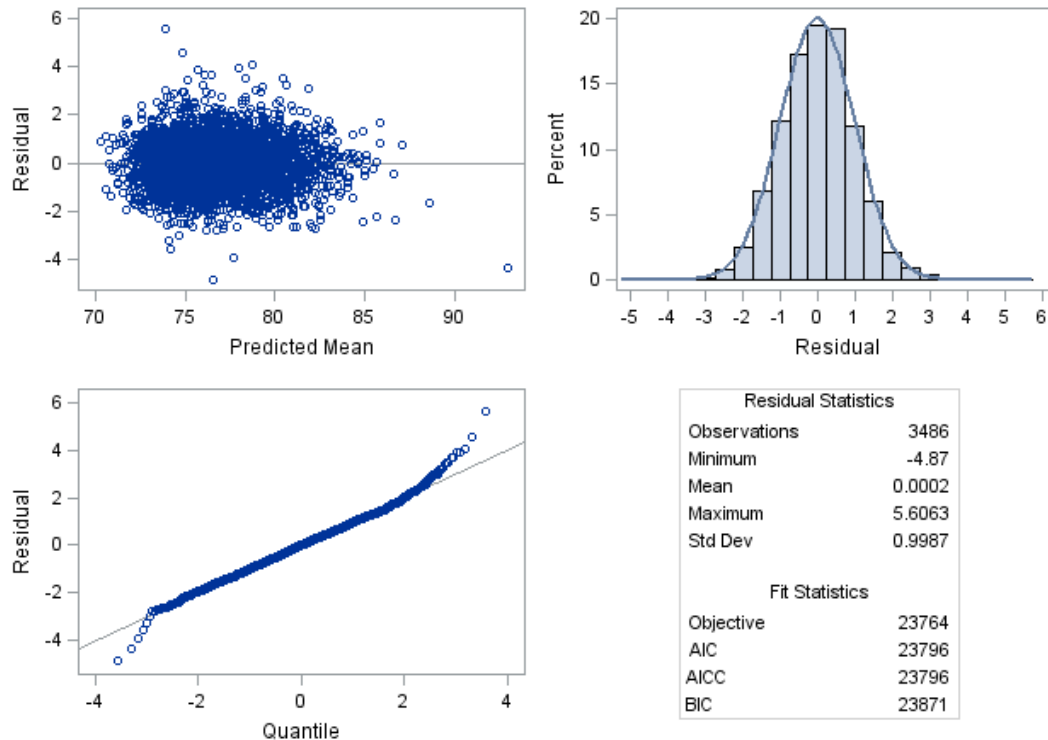 6
4
2
0
-2
-4
Residual
70 75 80 85 90
Predicted Mean
20
15
10
5
0
Percent
-5 -4 -3 -2 -1 0 1 2 3 4 5 6
Residual
6
4
2
0
-2
-4
Residual
-4 -2 0 2 4
Quantile
Residual Statistics
Observations 3486
Minimum -4.87
Mean 0.0002
Maximum 5.6063
Std Dev 0.9987
Fit Statistics
Objective 23764
AIC 23796
AICC 23796
BIC 23871